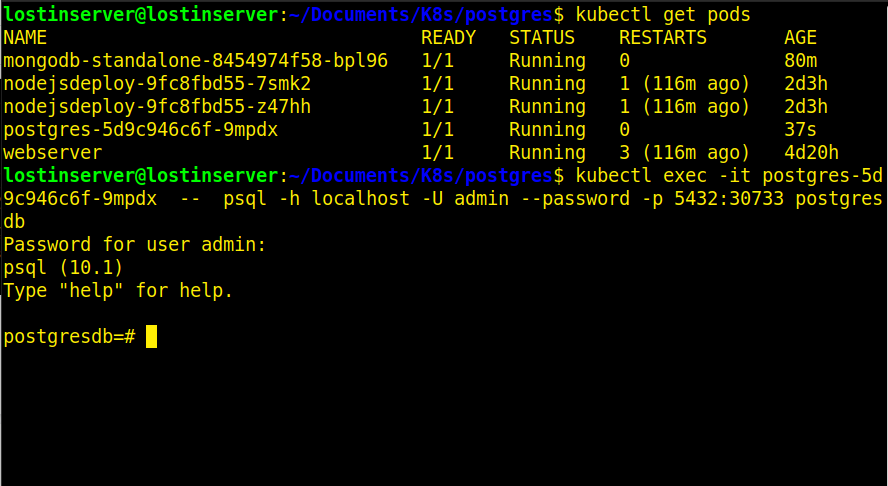 lostinserver@lostinserver:~/Documents/K8s/postgres$ kubectl get pods
NAME                                  READY   STATUS    RESTARTS       AGE
mongodb-standalone-8454974f58-bpl96   1/1     Running   0              80m
nodejsdeploy-9fc8fbd55-7smk2          1/1     Running   1 (116m ago)   2d3h
nodejsdeploy-9fc8fbd55-z47hh          1/1     Running   1 (116m ago)   2d3h
postgres-5d9c946c6f-9mpdx             1/1     Running   0              37s
webserver                             1/1     Running   3 (116m ago)   4d20h
lostinserver@lostinserver:~/Documents/K8s/postgres$ kubectl exec -it postgres-5d
9c946c6f-9mpdx  --  psql -h localhost -U admin --password -p 5432:30733 postgres
db
Password for user admin:
psql (10.1)
Type "help" for help.
postgresdb=#